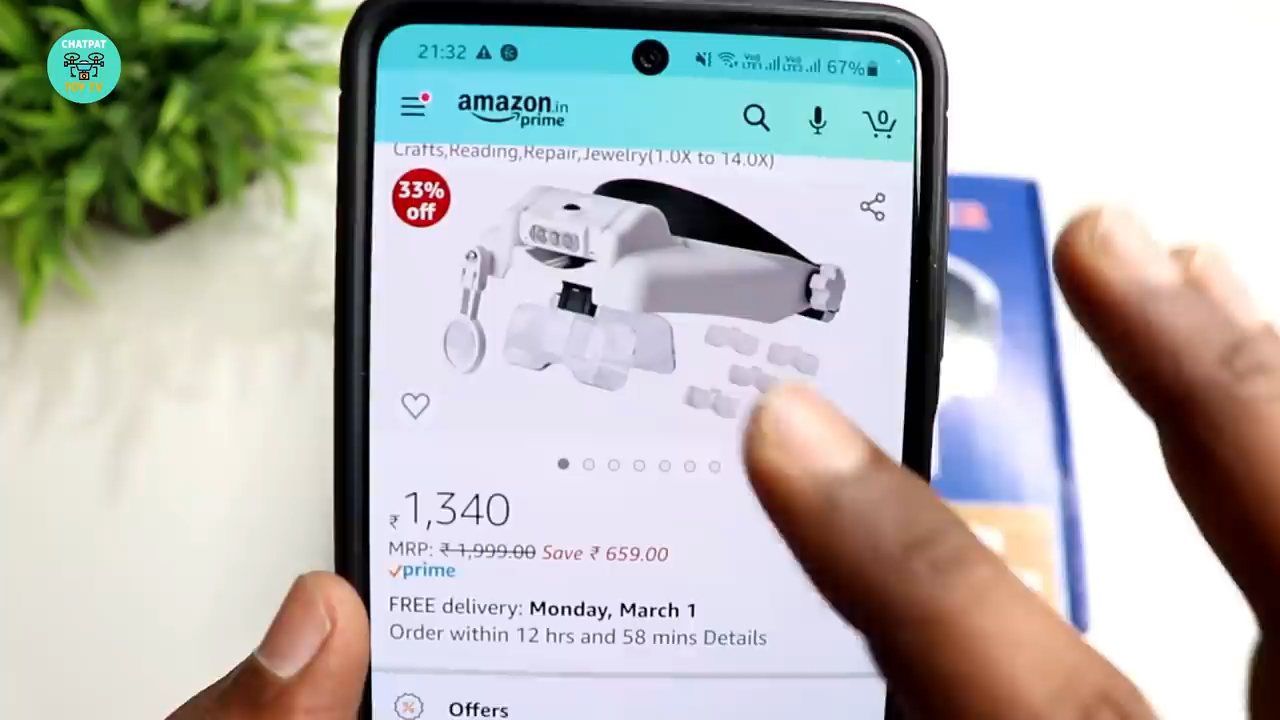 CHATPAT
TOY TV
21:32
67%
amazon.in
prime
0
Crafts,Reading,Repair,Jewelry(1.0X to 14.0X)
33%
off
₹1,340
MRP: ₹ 1,999.00 Save ₹ 659.00
prime
FREE delivery: Monday, March 1
Order within 12 hrs and 58 mins Details
Offers